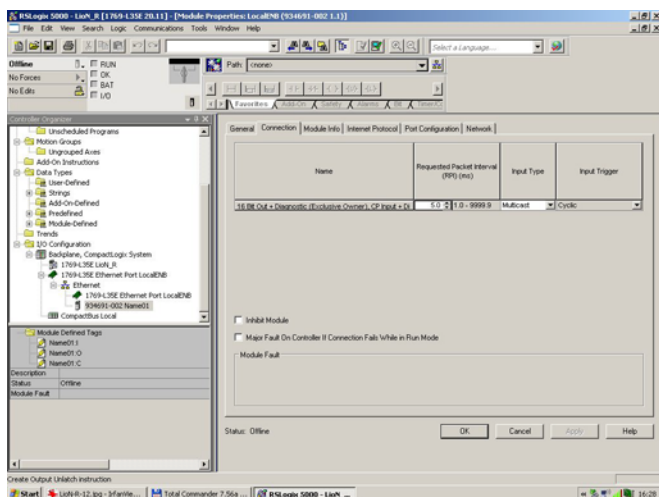 RSLogix 5000 - LioN_R [1769-L35E 20.11] - [Module Properties: LocalENB (934691-002 1.1)]
File Edit View Search Logic Communications Tools Window Help
Select a Language...
Offline
RUN
Path: <none>
No Forces
OK
No Edits
BAT
I/O
Favorites Add-On Safety Alarms Bit Timer/C
Controller Organizer
Unscheduled Programs
Motion Groups
Ungrouped Axes
Add-On Instructions
Data Types
User-Defined
Strings
Add-On-Defined
Predefined
Module-Defined
Trends
I/O Configuration
Backplane, CompactLogix System
1769-L35E LioN_R
1769-L35E Ethernet Port LocalENB
Ethernet
1769-L35E Ethernet Port LocalENB
934691-002 Name01
CompactBus Local
Module Defined Tags
Name01:I
Name01:O
Name01:C
Description
Status Offline
Module Fault
General Connection Module Info Internet Protocol Port Configuration Network
Name
Requested Packet Interval (RPI) (ms)
Input Type
Input Trigger
16 Bit Out + Diagnostic (Exclusive Owner), CP Input + Di 5.0 1.0 - 9999.9 Multicast Cyclic
Inhibit Module
Major Fault On Controller If Connection Fails While in Run Mode
Module Fault
Status: Offline
OK Cancel Apply Help
Create Output Unlatch instruction
Start LioN-R-12.jpg - IrfanVie... Total Commander 7.56a ... RSLogix 5000 - LioN_... 16:20